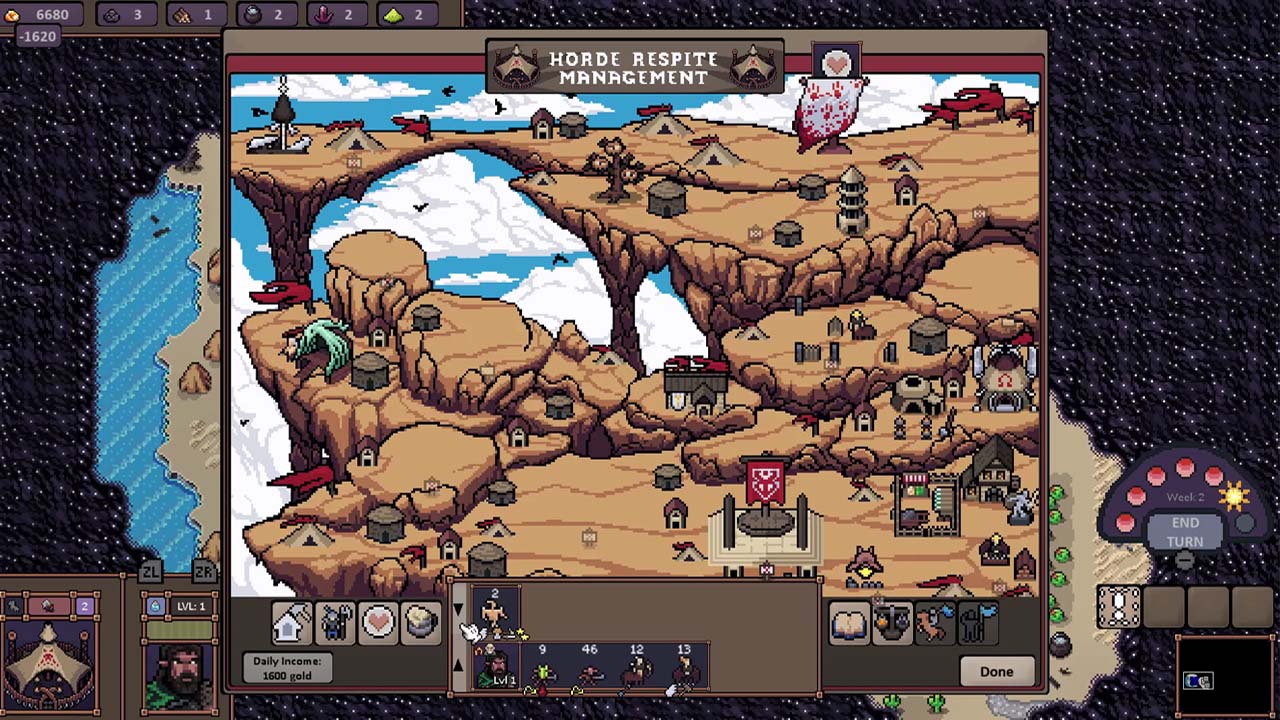 6680
3
1
2
2
2
-1620
HORDE RESPITE
MANAGEMENT
Week 2
END
TURN
ZL
ZR
2
LVL: 1
2
9
46
12
13
Lvl 1
Daily Income:
1600 gold
Done